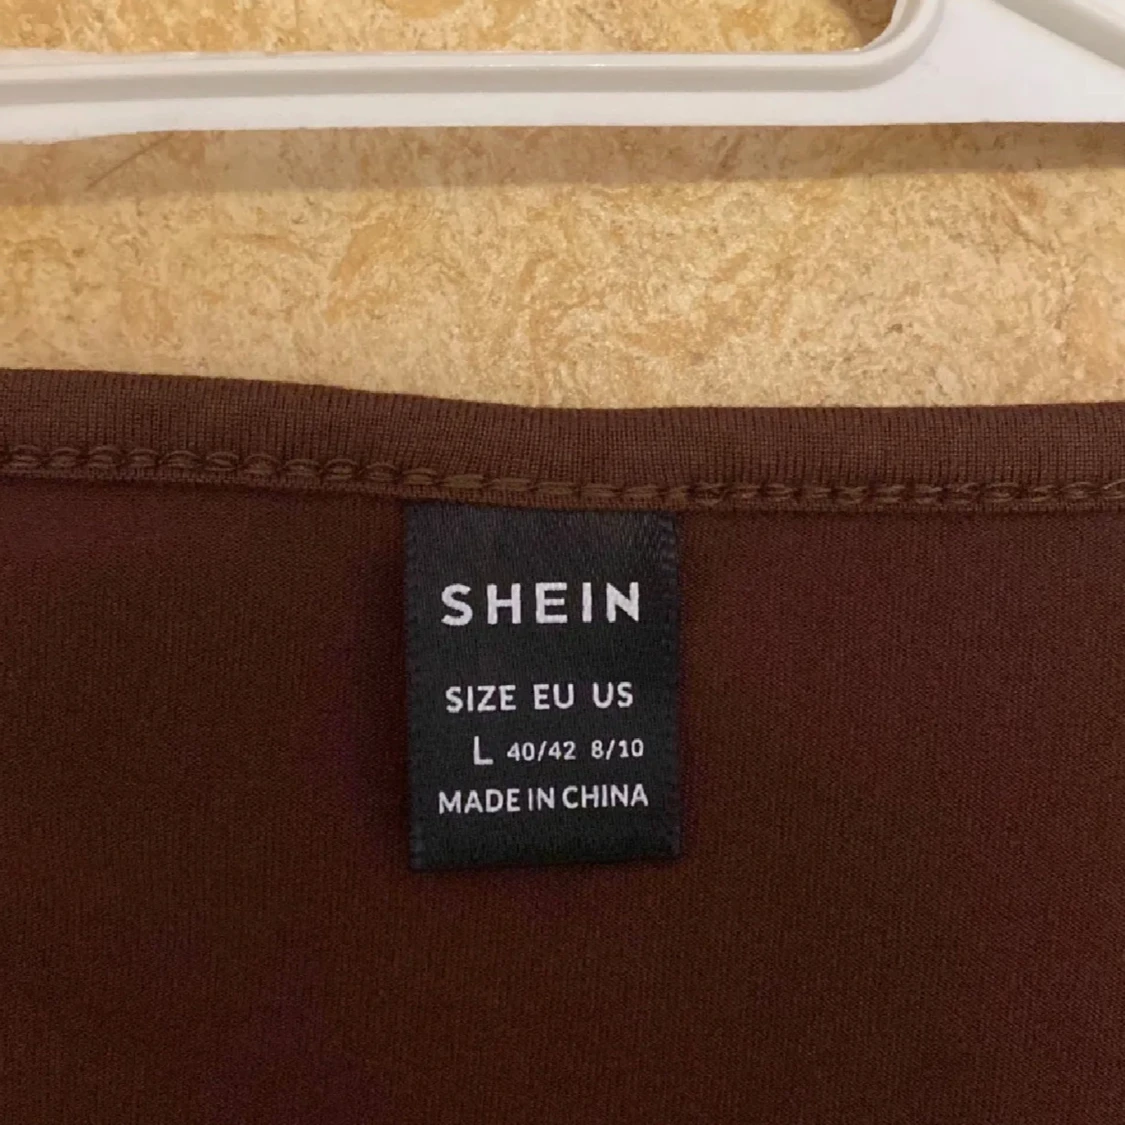 SHEIN
SIZE EU US
L 40/42 8/10
MADE IN CHINA